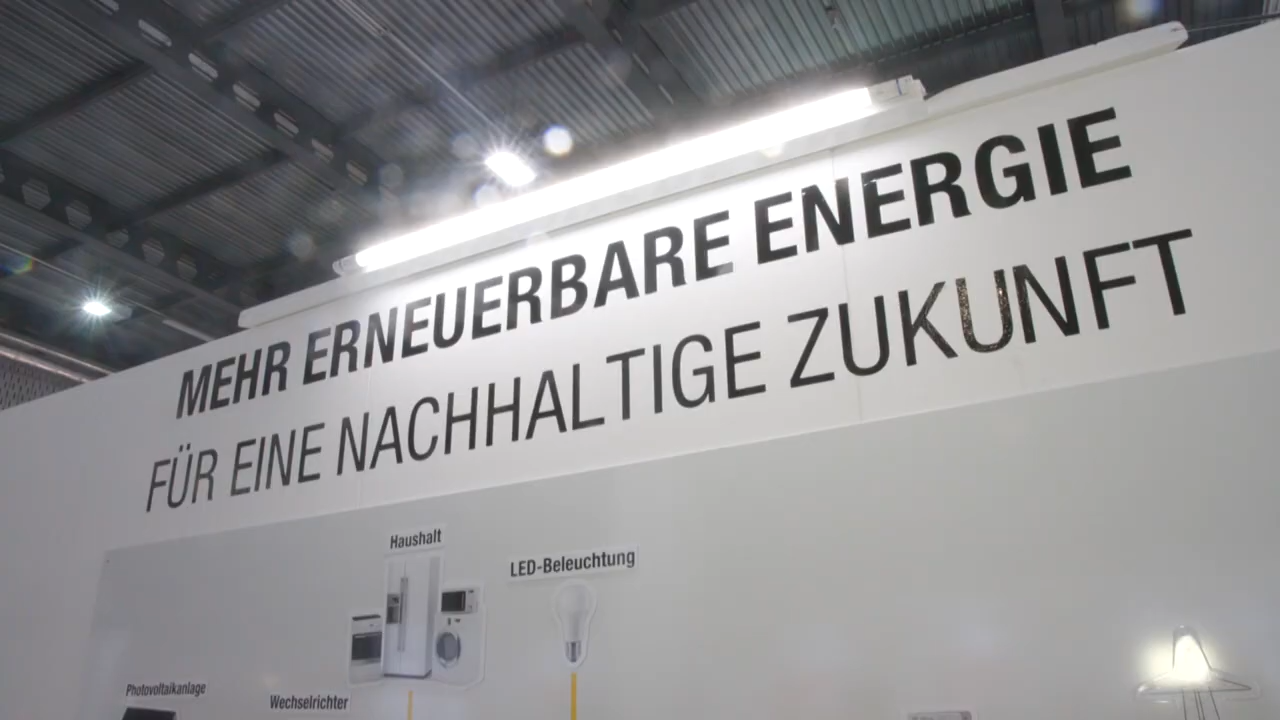 MEHR ERNEUERBARE ENERGIE
FÜR EINE NACHHALTIGE ZUKUNFT
Haushalt
LED-Beleuchtung
Photovoltaikanlage
Wechselrichter